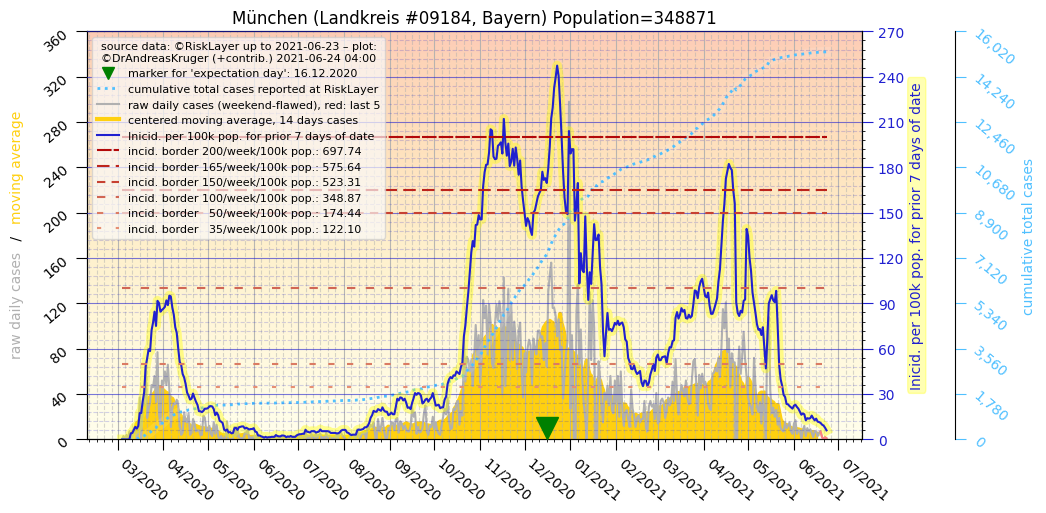 München (Landkreis #09184, Bayern) Population=348871
source data: ©RiskLayer up to 2021-06-23 – plot:
©DrAndreasKruger (+contrib.) 2021-06-24 04:00
marker for 'expectation day': 16.12.2020
cumulative total cases reported at RiskLayer
raw daily cases (weekend-flawed), red: last 5
centered moving average, 14 days cases
Inicid. per 100k pop. for prior 7 days of date
incid. border 200/week/100k pop.: 697.74
incid. border 165/week/100k pop.: 575.64
incid. border 150/week/100k pop.: 523.31
incid. border 100/week/100k pop.: 348.87
incid. border 50/week/100k pop.: 174.44
incid. border 35/week/100k pop.: 122.10
raw daily cases / moving average
360
320
280
240
200
160
120
80
40
0
03/2020
04/2020
05/2020
06/2020
07/2020
08/2020
09/2020
10/2020
11/2020
12/2020
01/2021
02/2021
03/2021
04/2021
05/2021
06/2021
07/2021
270
240
210
180
150
120
90
60
30
0
Inicid. per 100k pop. for prior 7 days of date
16,020
14,240
12,460
10,680
8,900
7,120
5,340
3,560
1,780
0
cumulative total cases